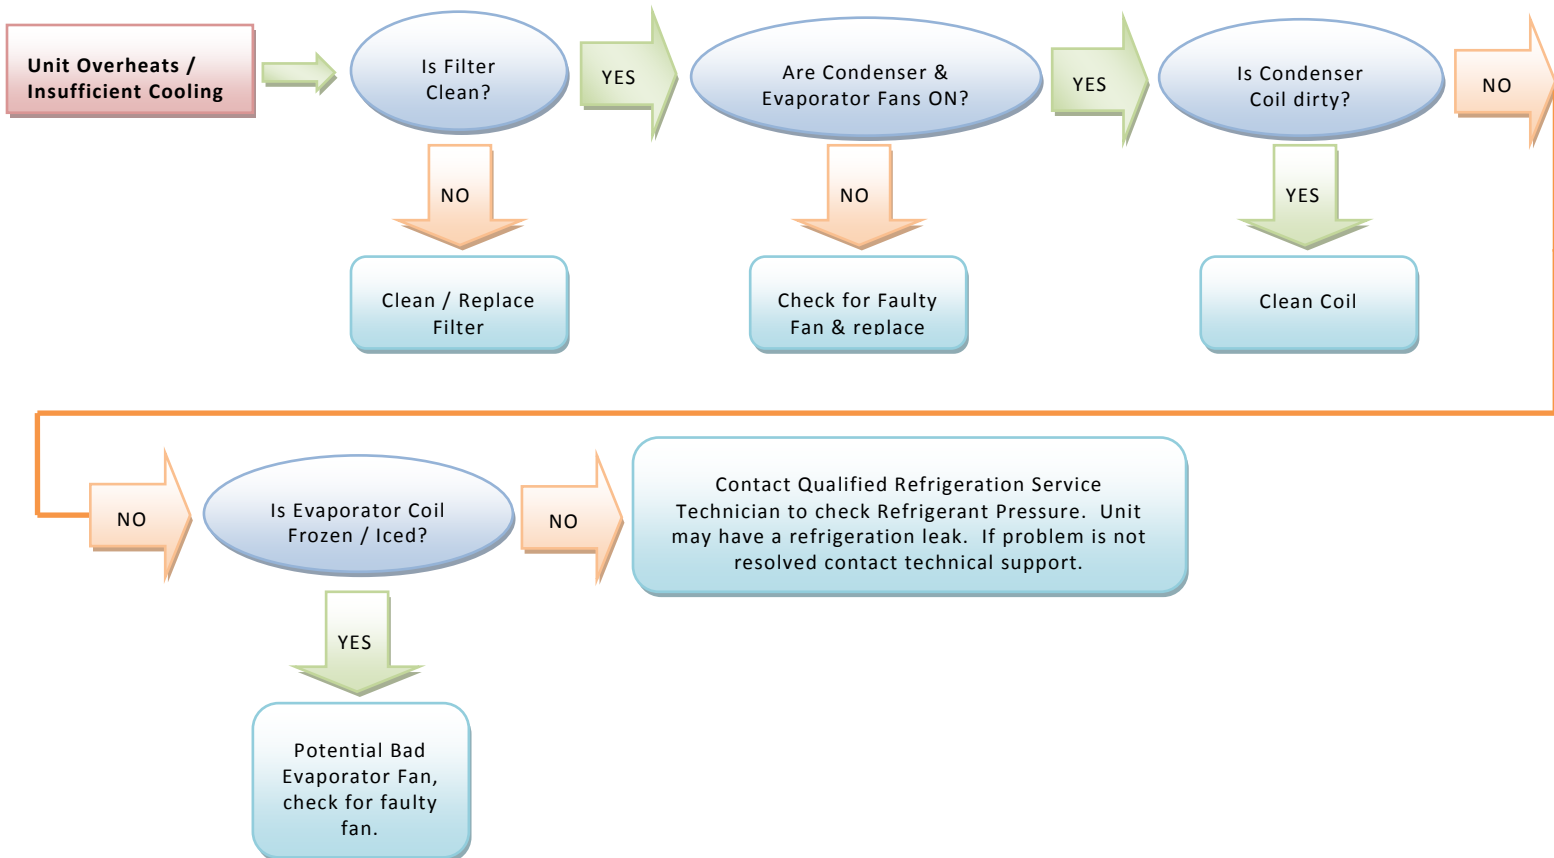 Unit Overheats /
Insufficient Cooling
Is Filter
Clean?
YES
Are Condenser &
Evaporator Fans ON?
YES
Is Condenser
Coil dirty?
NO
NO
NO
YES
Clean / Replace
Filter
Check for Faulty
Fan & replace
Clean Coil
NO
Is Evaporator Coil
Frozen / Iced?
NO
Contact Qualified Refrigeration Service
Technician to check Refrigerant Pressure.  Unit
may have a refrigeration leak.  If problem is not
resolved contact technical support.
YES
Potential Bad
Evaporator Fan,
check for faulty
fan.